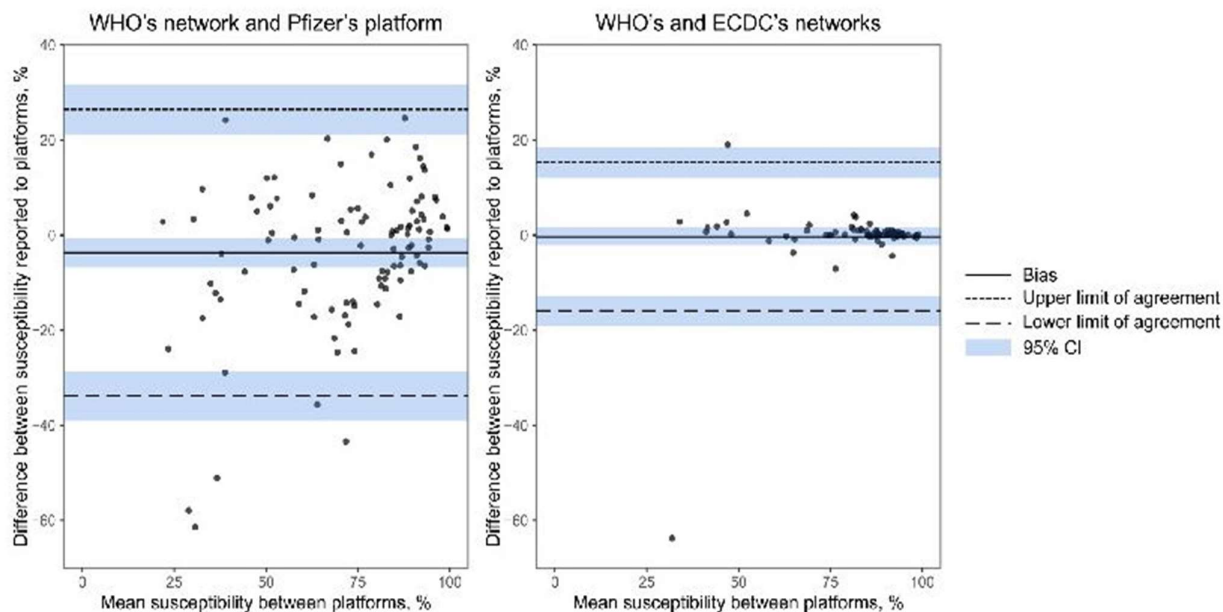 WHO's network and Pfizer's platform
WHO's and ECDC's networks
Difference between susceptibility reported to platforms, %
40
20
0
−20
−40
−60
0
25
50
75
100
Mean susceptibility between platforms, %
Difference between susceptibility reported to platforms, %
40
20
0
−20
−40
−60
0
25
50
75
100
Mean susceptibility between platforms, %
Bias
Upper limit of agreement
Lower limit of agreement
95% CI